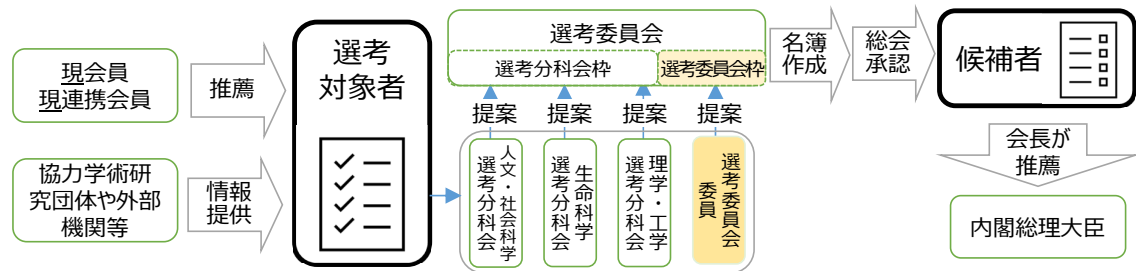 現会員
現連携会員
推薦
協力学術研
究団体や外部
機関等
情報
提供
選考
対象者
選考委員会
選考分科会枠
選考委員会枠
提案
提案
提案
提案
人文・社会科学
選考分科会
生命科学
選考分科会
理学・工学
選考分科会
選考委員会
委員
名簿
作成
総会
承認
候補者
会長が
推薦
内閣総理大臣